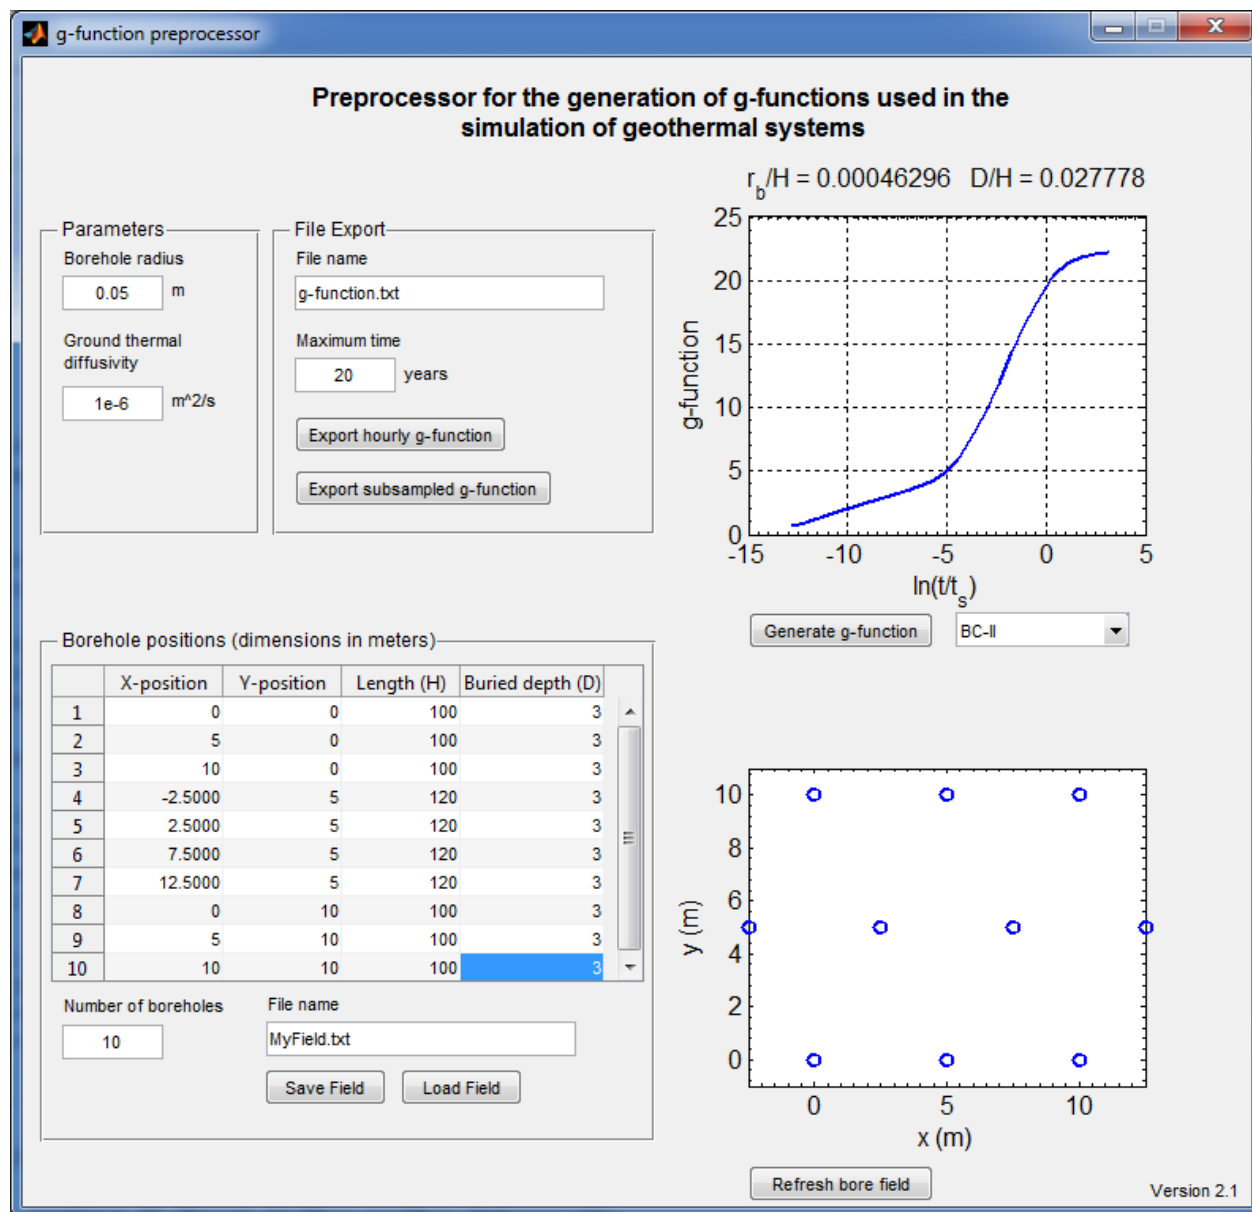 g-function preprocessor
Preprocessor for the generation of g-functions used in the
simulation of geothermal systems
Parameters
Borehole radius
0.05 m
Ground thermal
diffusivity
1e-6 m^2/s
File Export
File name
g-function.txt
Maximum time
20 years
Export hourly g-function
Export subsampled g-function
r_b/H = 0.00046296 D/H = 0.027778
25
20
15
10
5
0
g-function
-15 -10 -5 0 5
ln(t/t_s)
Generate g-function BC-II
Borehole positions (dimensions in meters)
X-position Y-position Length (H) Buried depth (D)
1 0 0 100 3
2 5 0 100 3
3 10 0 100 3
4 -2.5000 5 120 3
5 2.5000 5 120 3
6 7.5000 5 120 3
7 12.5000 5 120 3
8 0 10 100 3
9 5 10 100 3
10 10 10 100 3
Number of boreholes
10
File name
MyField.txt
Save Field Load Field
10
8
6
4
2
0
y (m)
0 5 10
x (m)
Refresh bore field
Version 2.1